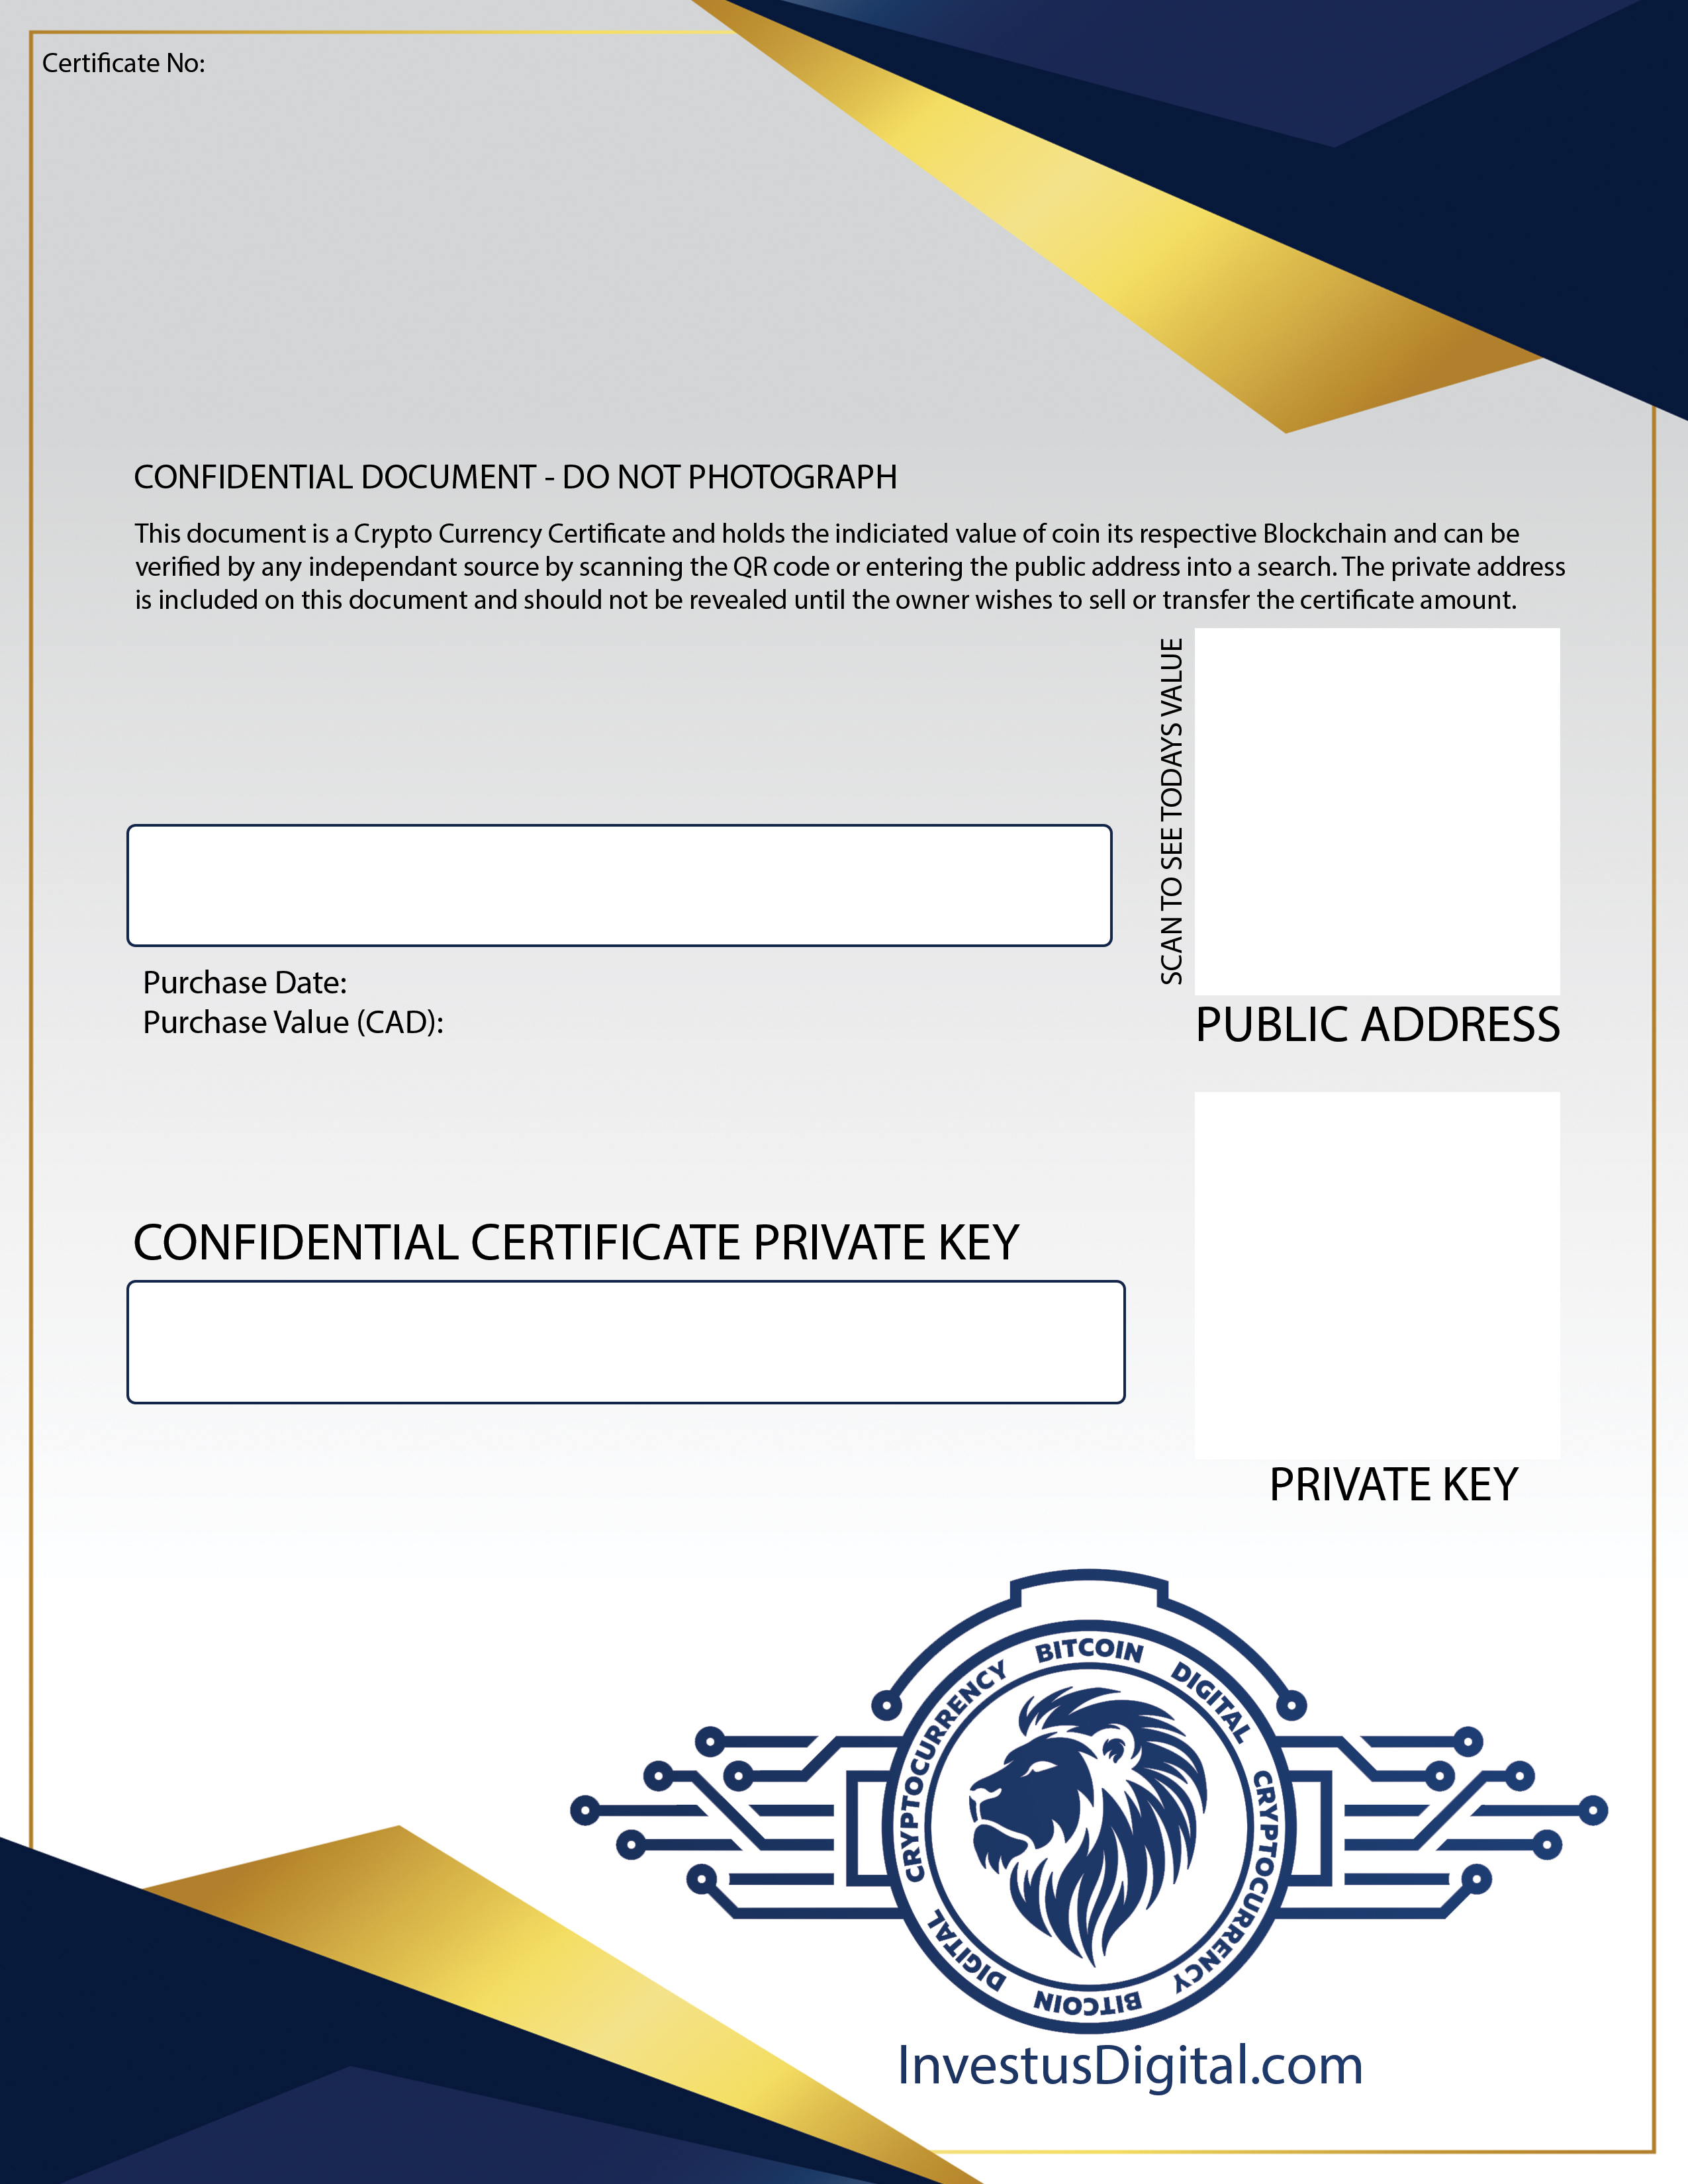 Certificate No:
CONFIDENTIAL DOCUMENT - DO NOT PHOTOGRAPH
This document is a Crypto Currency Certificate and holds the indiciated value of coin its respective Blockchain and can be
verified by any independant source by scanning the QR code or entering the public address into a search. The private address
is included on this document and should not be revealed until the owner wishes to sell or transfer the certificate amount.
SCAN TO SEE TODAYS VALUE
Purchase Date:
Purchase Value (CAD):
PUBLIC ADDRESS
CONFIDENTIAL CERTIFICATE PRIVATE KEY
PRIVATE KEY
BITCOIN DIGITAL CRYPTOCURRENCY BITCOIN DIGITAL CRYPTOCURRENCY
InvestusDigital.com